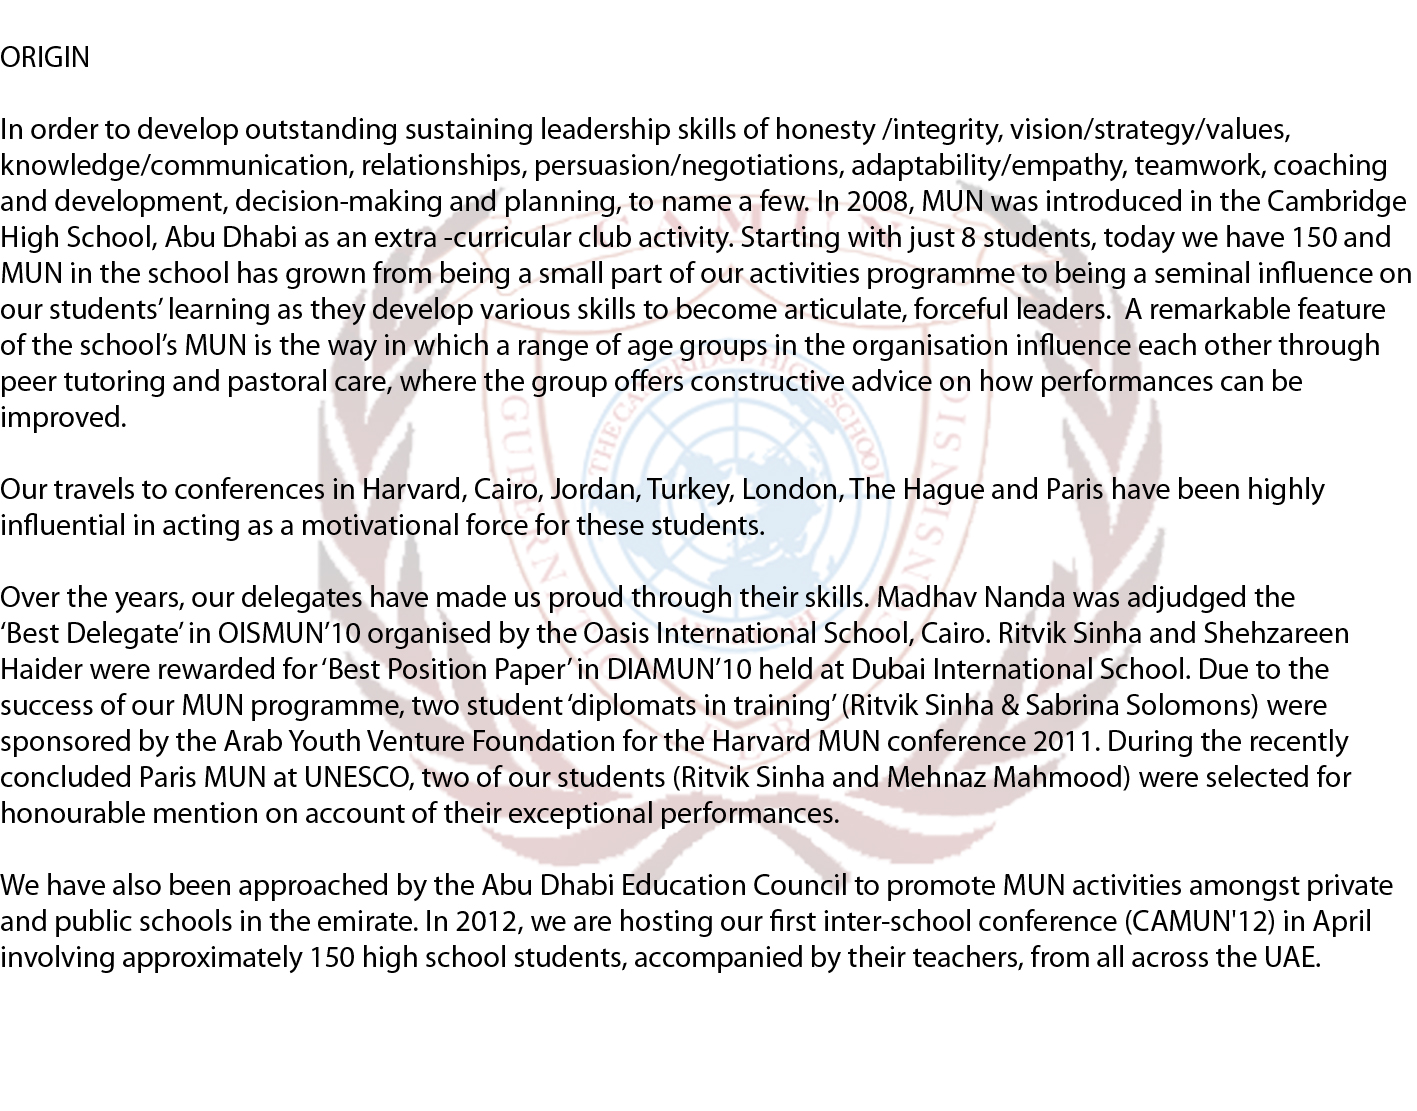 ORIGIN
In order to develop outstanding sustaining leadership skills of honesty /integrity, vision/strategy/values,
knowledge/communication, relationships, persuasion/negotiations, adaptability/empathy, teamwork, coaching
and development, decision-making and planning, to name a few. In 2008, MUN was introduced in the Cambridge
High School, Abu Dhabi as an extra -curricular club activity. Starting with just 8 students, today we have 150 and
MUN in the school has grown from being a small part of our activities programme to being a seminal influence on
our students’ learning as they develop various skills to become articulate, forceful leaders.  A remarkable feature
of the school’s MUN is the way in which a range of age groups in the organisation influence each other through
peer tutoring and pastoral care, where the group offers constructive advice on how performances can be
improved.
Our travels to conferences in Harvard, Cairo, Jordan, Turkey, London, The Hague and Paris have been highly
influential in acting as a motivational force for these students.
Over the years, our delegates have made us proud through their skills. Madhav Nanda was adjudged the
‘Best Delegate’ in OISMUN’10 organised by the Oasis International School, Cairo. Ritvik Sinha and Shehzareen
Haider were rewarded for ‘Best Position Paper’ in DIAMUN’10 held at Dubai International School. Due to the
success of our MUN programme, two student ‘diplomats in training’ (Ritvik Sinha & Sabrina Solomons) were
sponsored by the Arab Youth Venture Foundation for the Harvard MUN conference 2011. During the recently
concluded Paris MUN at UNESCO, two of our students (Ritvik Sinha and Mehnaz Mahmood) were selected for
honourable mention on account of their exceptional performances.
We have also been approached by the Abu Dhabi Education Council to promote MUN activities amongst private
and public schools in the emirate. In 2012, we are hosting our first inter-school conference (CAMUN'12) in April
involving approximately 150 high school students, accompanied by their teachers, from all across the UAE.
CAMUN
THE CAMBRIDGE HIGH SCHOOL
ABU DHABI